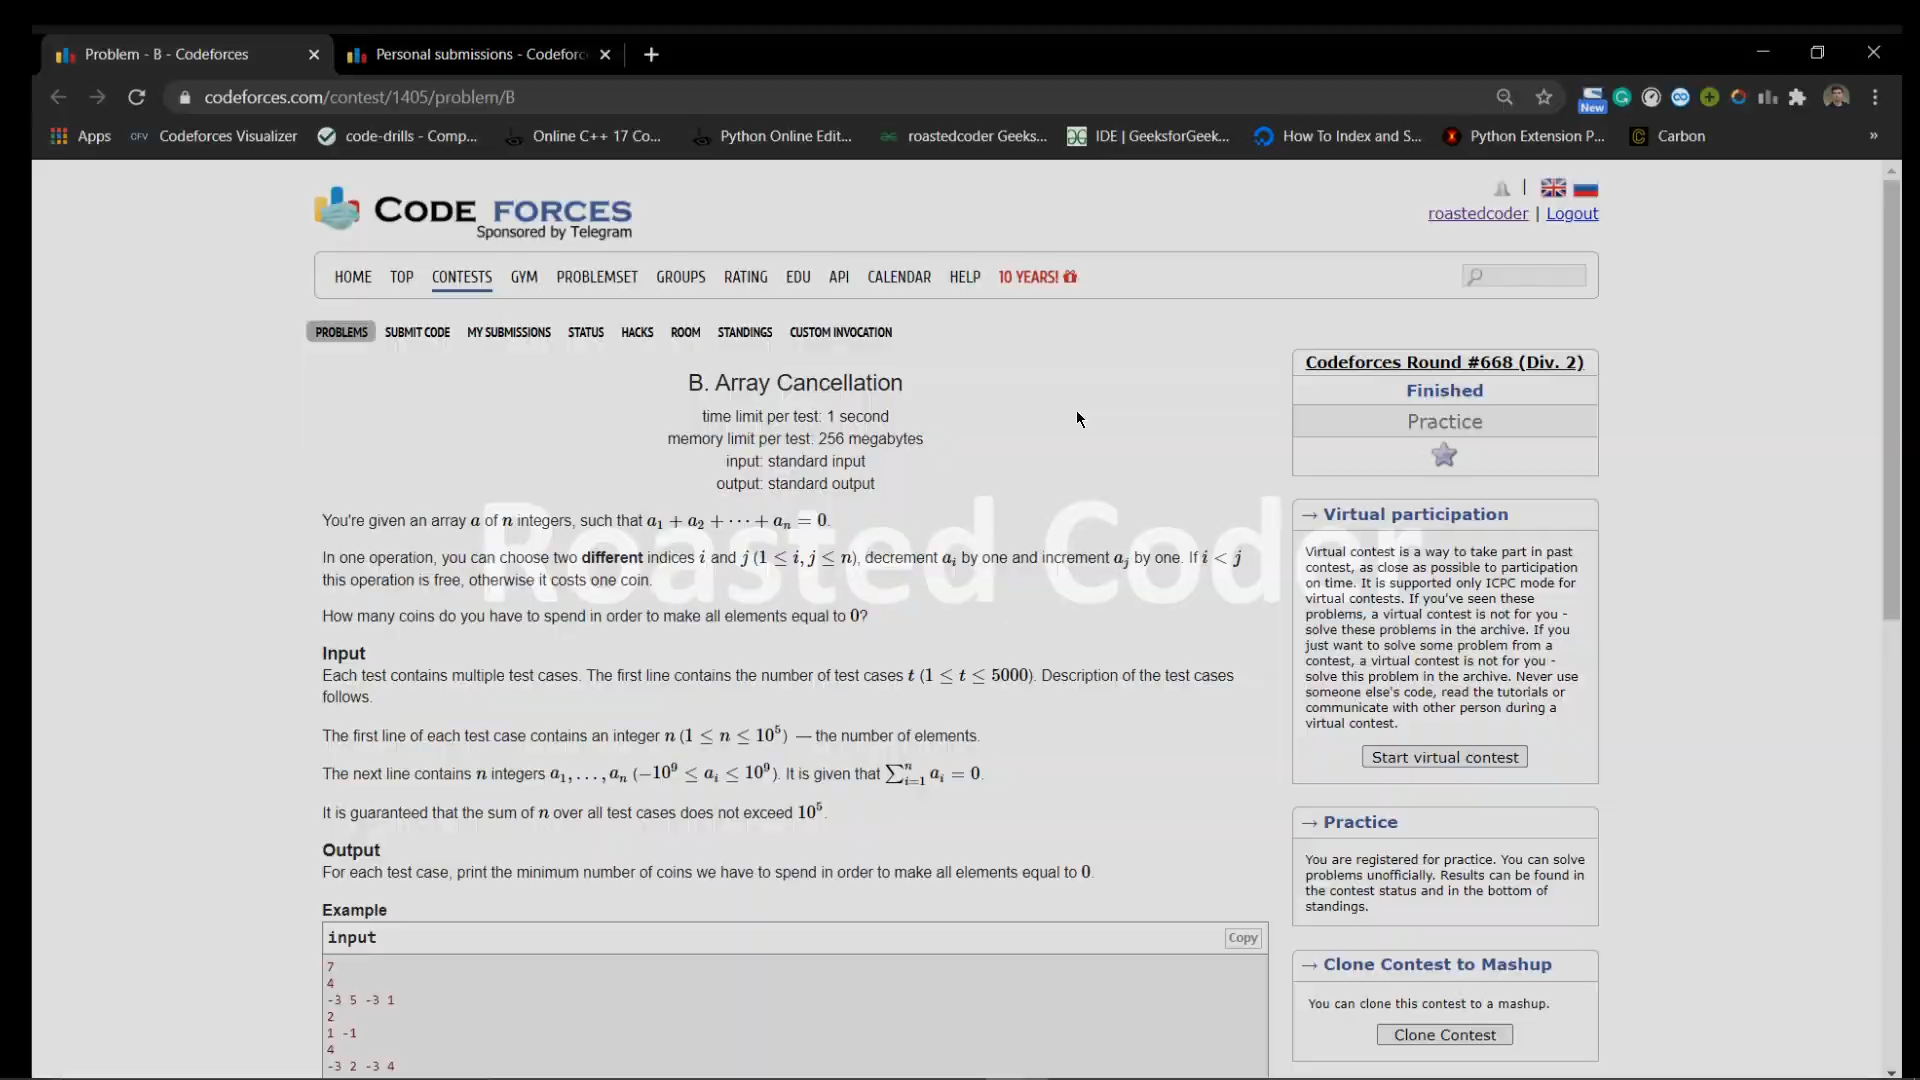 Problem - B - Codeforces
Personal submissions - Codeforc
codeforces.com/contest/1405/problem/B
New
Apps
CFV Codeforces Visualizer
code-drills - Comp...
Online C++ 17 Co...
Python Online Edit...
roastedcoder Geeks...
IDE | GeeksforGeek...
How To Index and S...
Python Extension P...
Carbon
»
CODE FORCES
Sponsored by Telegram
roastedcoder | Logout
HOME TOP CONTESTS GYM PROBLEMSET GROUPS RATING EDU API CALENDAR HELP 10 YEARS!
PROBLEMS SUBMIT CODE MY SUBMISSIONS STATUS HACKS ROOM STANDINGS CUSTOM INVOCATION
B. Array Cancellation
time limit per test: 1 second
memory limit per test: 256 megabytes
input: standard input
output: standard output
Roasted Coder
You're given an array a of n integers, such that a₁ + a₂ + ⋯ + aₙ = 0.
In one operation, you can choose two different indices i and j (1 ≤ i, j ≤ n), decrement aᵢ by one and increment aⱼ by one. If i < j
this operation is free, otherwise it costs one coin.
How many coins do you have to spend in order to make all elements equal to 0?
Input
Each test contains multiple test cases. The first line contains the number of test cases t (1 ≤ t ≤ 5000). Description of the test cases
follows.
The first line of each test case contains an integer n (1 ≤ n ≤ 10⁵) — the number of elements.
The next line contains n integers a₁, . . . , aₙ (−10⁹ ≤ aᵢ ≤ 10⁹). It is given that ∑ⁿᵢ₌₁ aᵢ = 0.
It is guaranteed that the sum of n over all test cases does not exceed 10⁵.
Output
For each test case, print the minimum number of coins we have to spend in order to make all elements equal to 0.
Example
input Copy
7
4
-3 5 -3 1
2
1 -1
4
-3 2 -3 4
Codeforces Round #668 (Div. 2)
Finished
Practice
→ Virtual participation
Virtual contest is a way to take part in past
contest, as close as possible to participation
on time. It is supported only ICPC mode for
virtual contests. If you've seen these
problems, a virtual contest is not for you -
solve these problems in the archive. If you
just want to solve some problem from a
contest, a virtual contest is not for you -
solve this problem in the archive. Never use
someone else's code, read the tutorials or
communicate with other person during a
virtual contest.
Start virtual contest
→ Practice
You are registered for practice. You can solve
problems unofficially. Results can be found in
the contest status and in the bottom of
standings.
→ Clone Contest to Mashup
You can clone this contest to a mashup.
Clone Contest